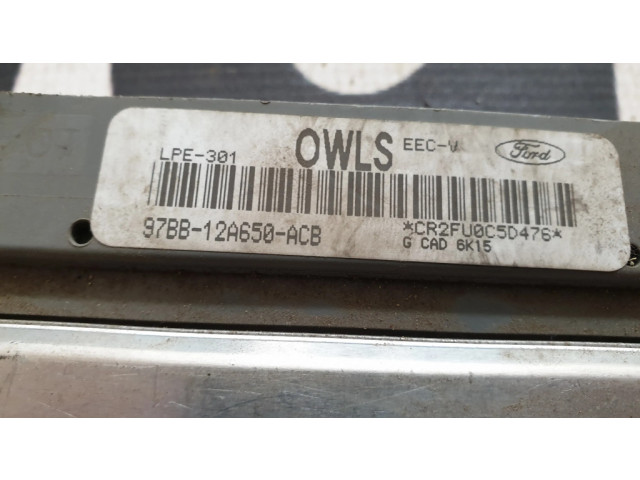 LPE-301 OWLS EEC-V Ford
97BB-12A650-ACB *CR2FU0C5D476*
G CAD 6K15